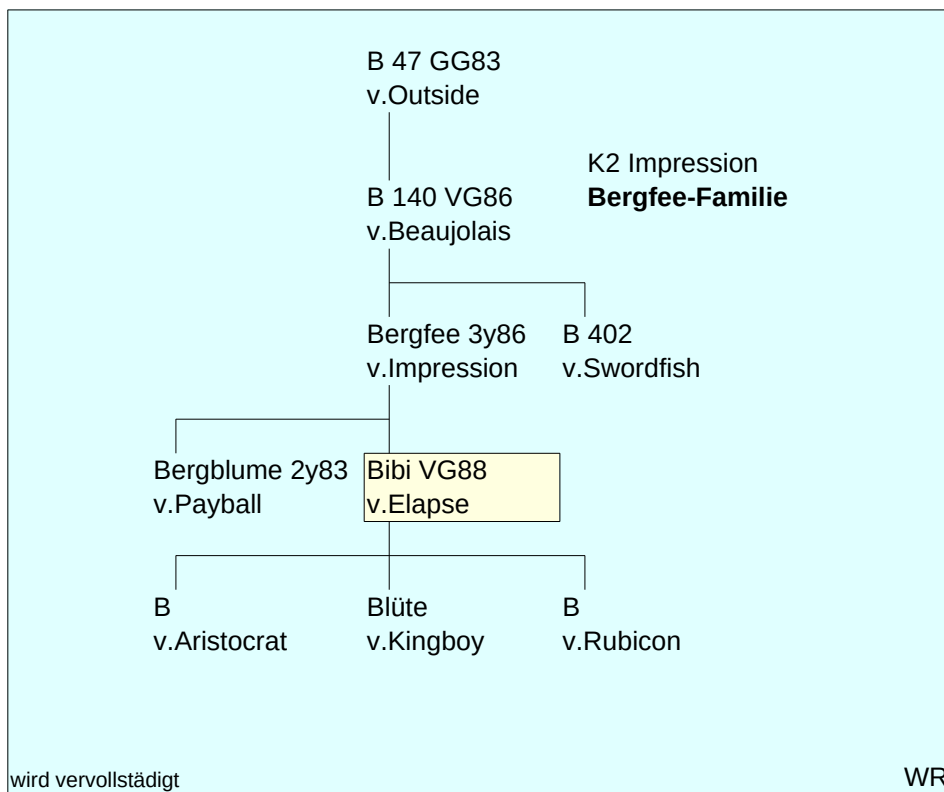 B 47 GG83
v.Outside
K2 Impression
Bergfee-Familie
B 140 VG86
v.Beaujolais
Bergfee 3y86
v.Impression
B 402
v.Swordfish
Bergblume 2y83
v.Payball
Bibi VG88
v.Elapse
B
v.Aristocrat
Blüte
v.Kingboy
B
v.Rubicon
wird vervollstädigt
WR